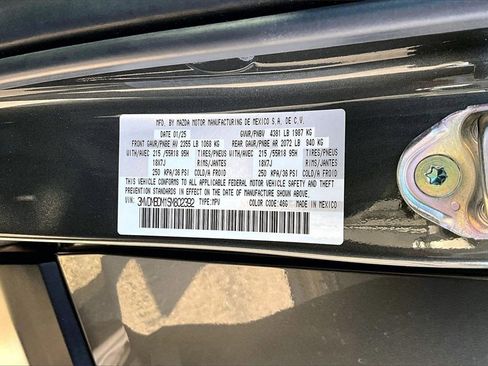 MFG. BY MAZDA MOTOR MANUFACTURING DE MEXICO S.A. DE C.V.
DATE 01/25 GVWR/PNBV 4381 LB 1987 KG
FRONT GAWR/PNBE AV 2355 LB 1068 KG REAR GAWR/PNBE AR 2072 LB 940 KG
WITH/AVEC 215 /55R18 95H TIRES/PNEUS WITH/AVEC 215 /55R18 95H TIRES/PNEUS
18X7J RIMS/JANTES 18X7J RIMS/JANTES
250 KPA/36 PSI COLD/A FROID 250 KPA/36 PSI COLD/A FROID
THIS VEHICLE CONFORMS TO ALL APPLICABLE FEDERAL MOTOR VEHICLE SAFETY AND THEFT
PREVENTION STANDARDS IN EFFECT ON THE DATE OF MANUFACTURE SHOWN ABOVE.
VIN: TYPE: MPV COLOR CODE: 46G MADE IN MEXICO